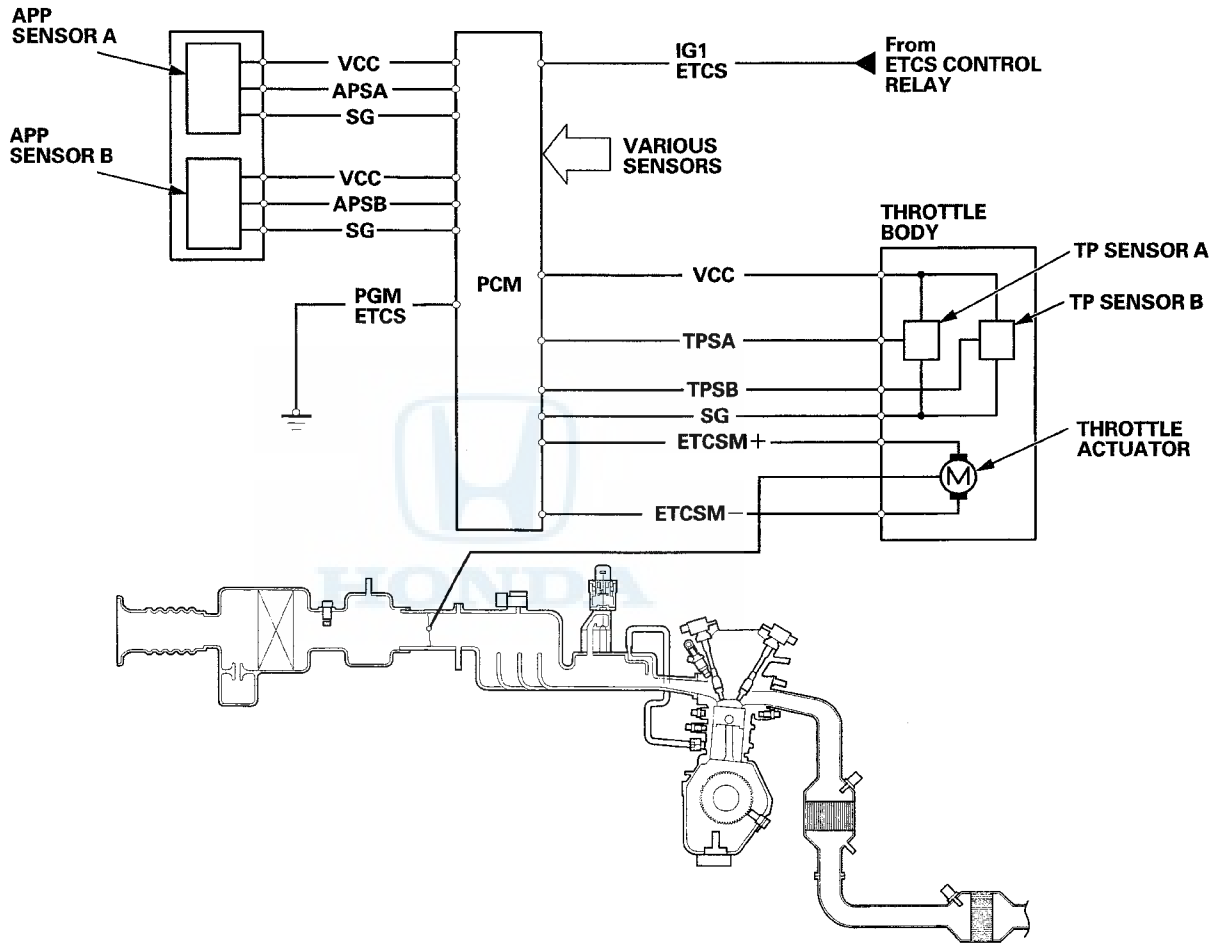 APP
SENSOR A
VCC
APSA
SG
APP
SENSOR B
VCC
APSB
SG
PGM
ETCS
PCM
IG1
ETCS
From
ETCS CONTROL
RELAY
VARIOUS
SENSORS
THROTTLE
BODY
VCC
TP SENSOR A
TP SENSOR B
TPSA
TPSB
SG
ETCSM+
THROTTLE
ACTUATOR
M
ETCSM−
HONDA